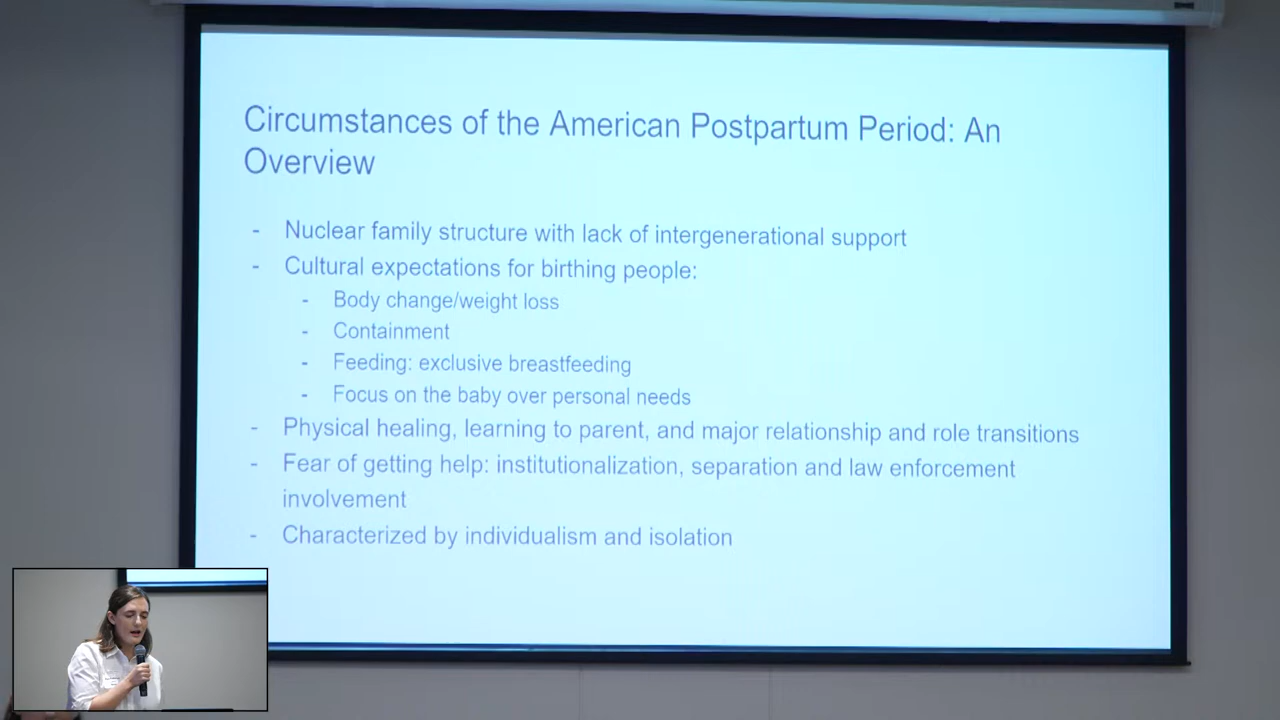 Circumstances of the American Postpartum Period: An
Overview
- Nuclear family structure with lack of intergenerational support
- Cultural expectations for birthing people:
- Body change/weight loss
- Containment
- Feeding: exclusive breastfeeding
- Focus on the baby over personal needs
- Physical healing, learning to parent, and major relationship and role transitions
- Fear of getting help: institutionalization, separation and law enforcement
involvement
- Characterized by individualism and isolation